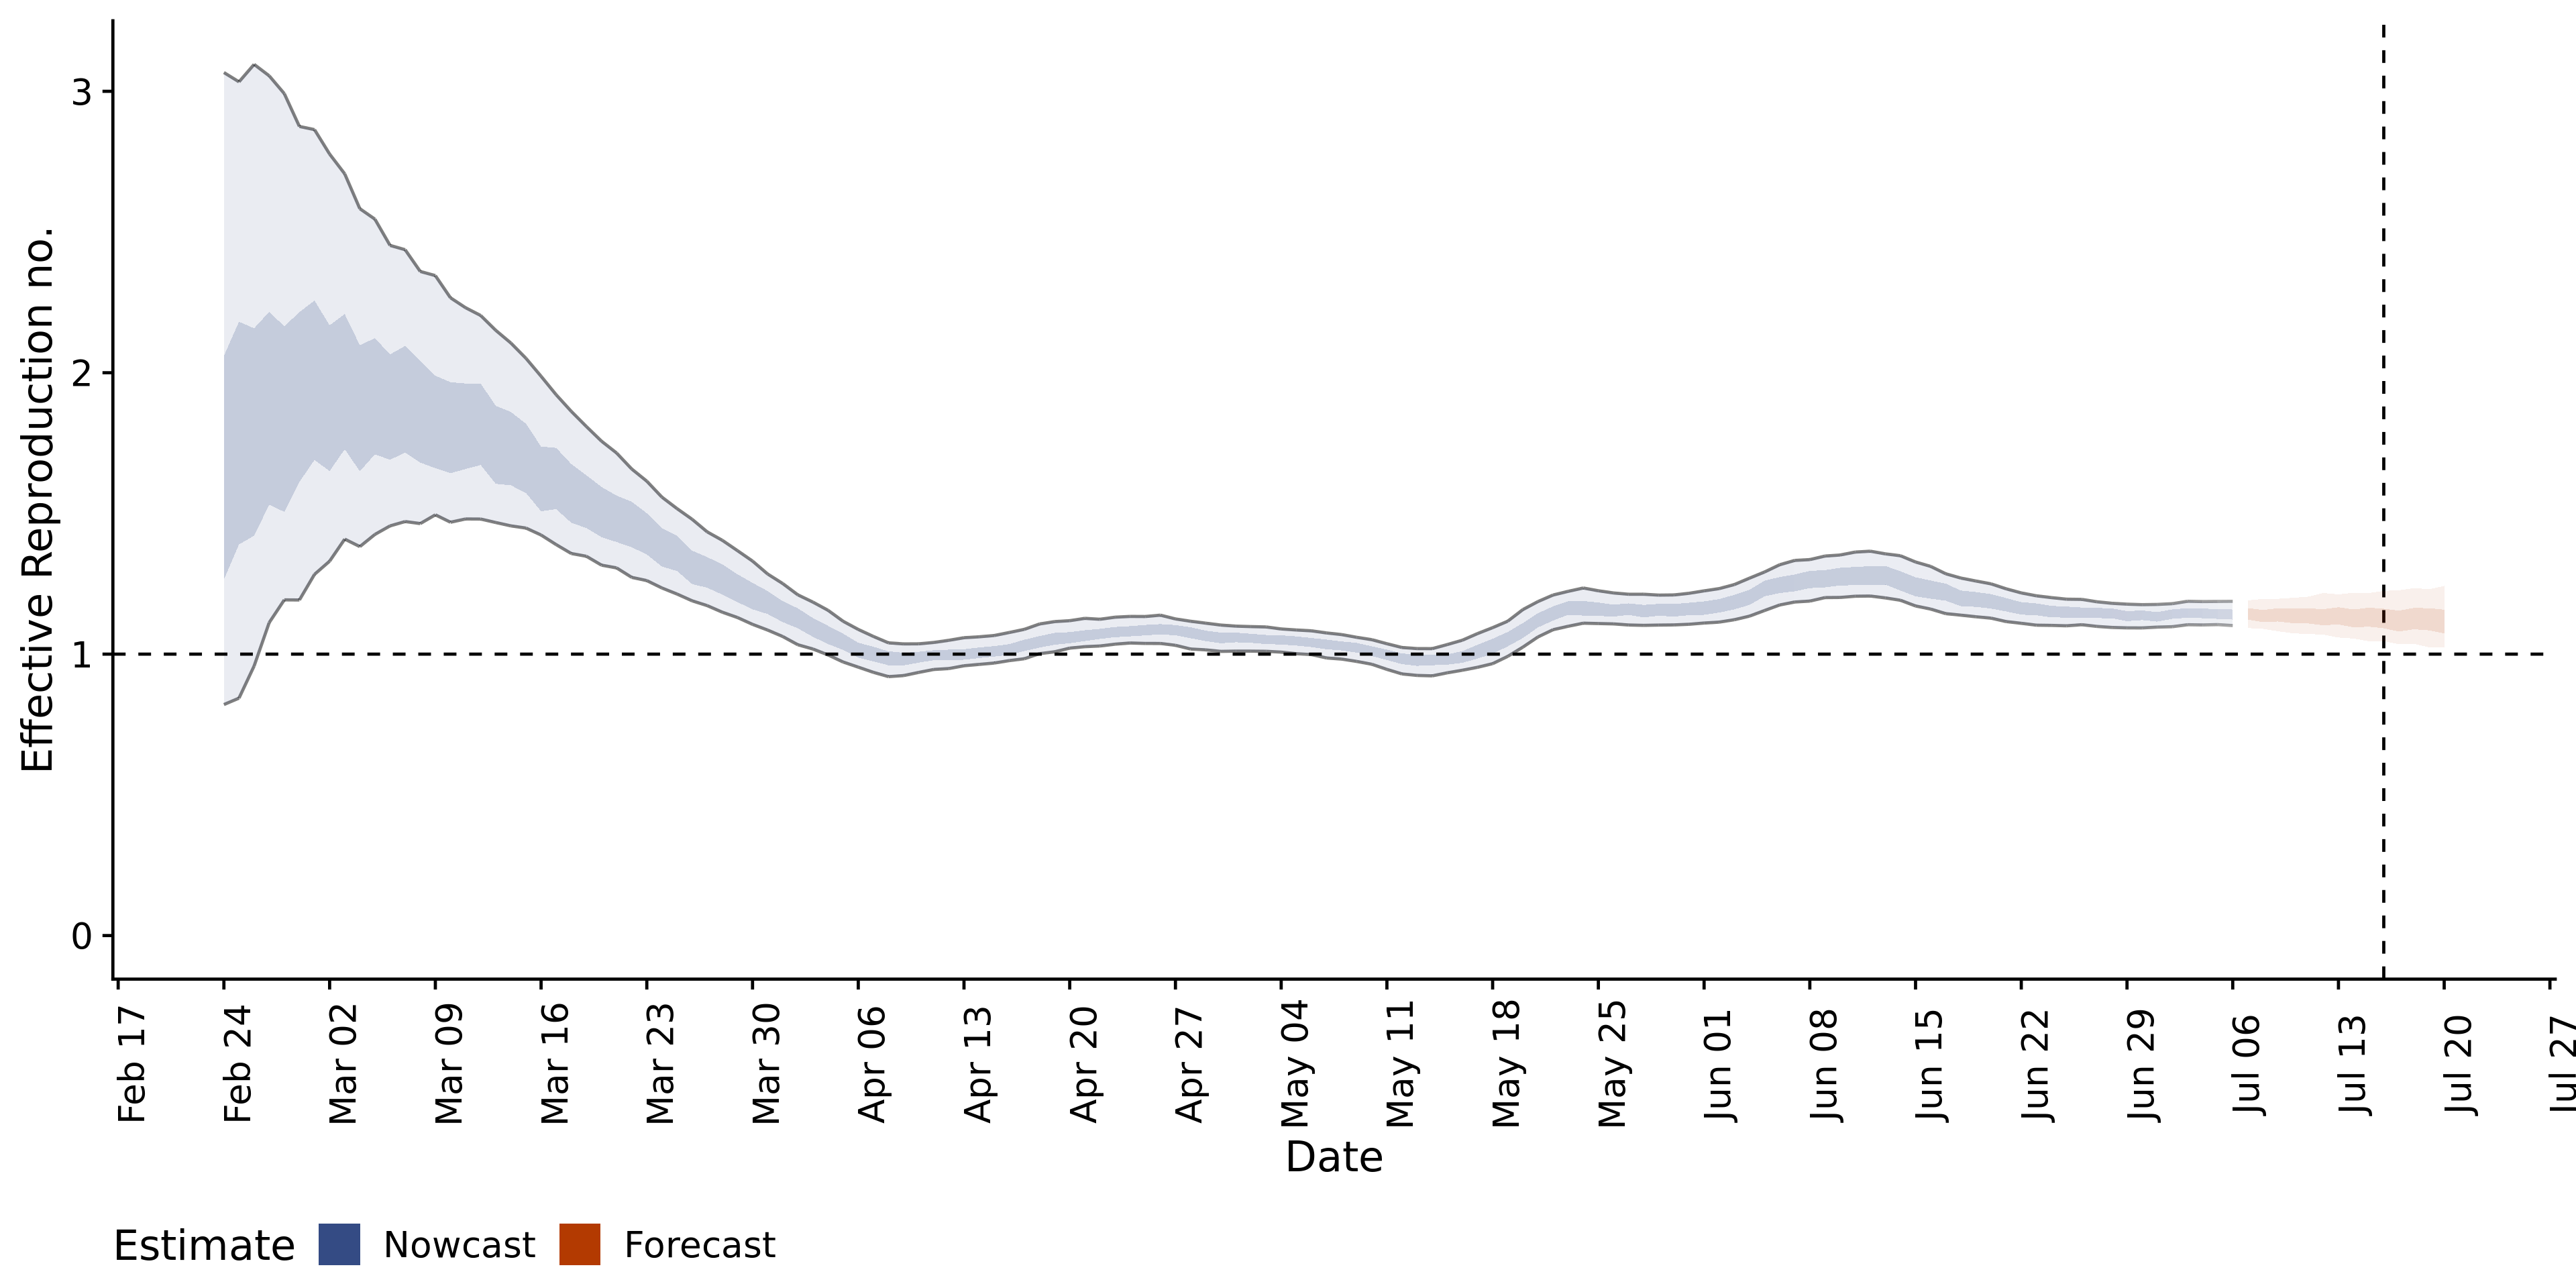 Effective Reproduction no.
3
2
1
0
Feb 17
Feb 24
Mar 02
Mar 09
Mar 16
Mar 23
Mar 30
Apr 06
Apr 13
Apr 20
Apr 27
May 04
May 11
May 18
May 25
Jun 01
Jun 08
Jun 15
Jun 22
Jun 29
Jul 06
Jul 13
Jul 20
Jul 27
Date
Estimate Nowcast Forecast